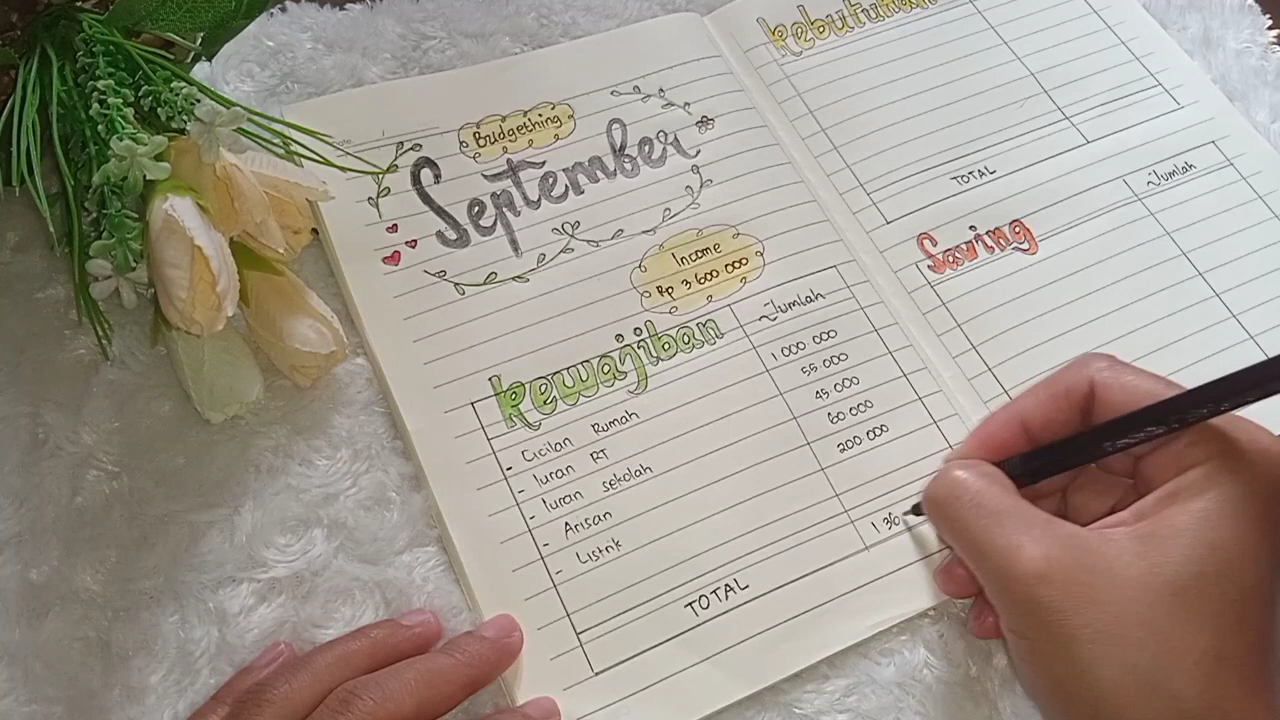 Budgething
September
Income
Rp 3.600.000
kewajiban Jumlah
- Cicilan Rumah 1.000.000
- Iuran RT 55.000
- Iuran sekolah 45.000
- Arisan 60.000
- Listrik 200.000
TOTAL 1.36
kebutuhan
TOTAL
Saving Jumlah